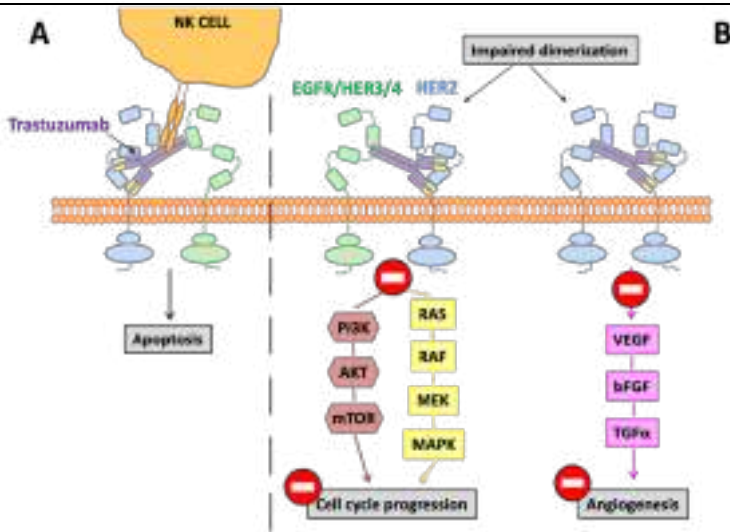 A
NK CELL
B
Impaired dimerization
EGFR/HER3/4 HER2
Trastuzumab
Apoptosis
PI3K
AKT
mTOR
RAS
RAF
MEK
MAPK
Cell cycle progression
VEGF
bFGF
TGFα
Angiogenesis